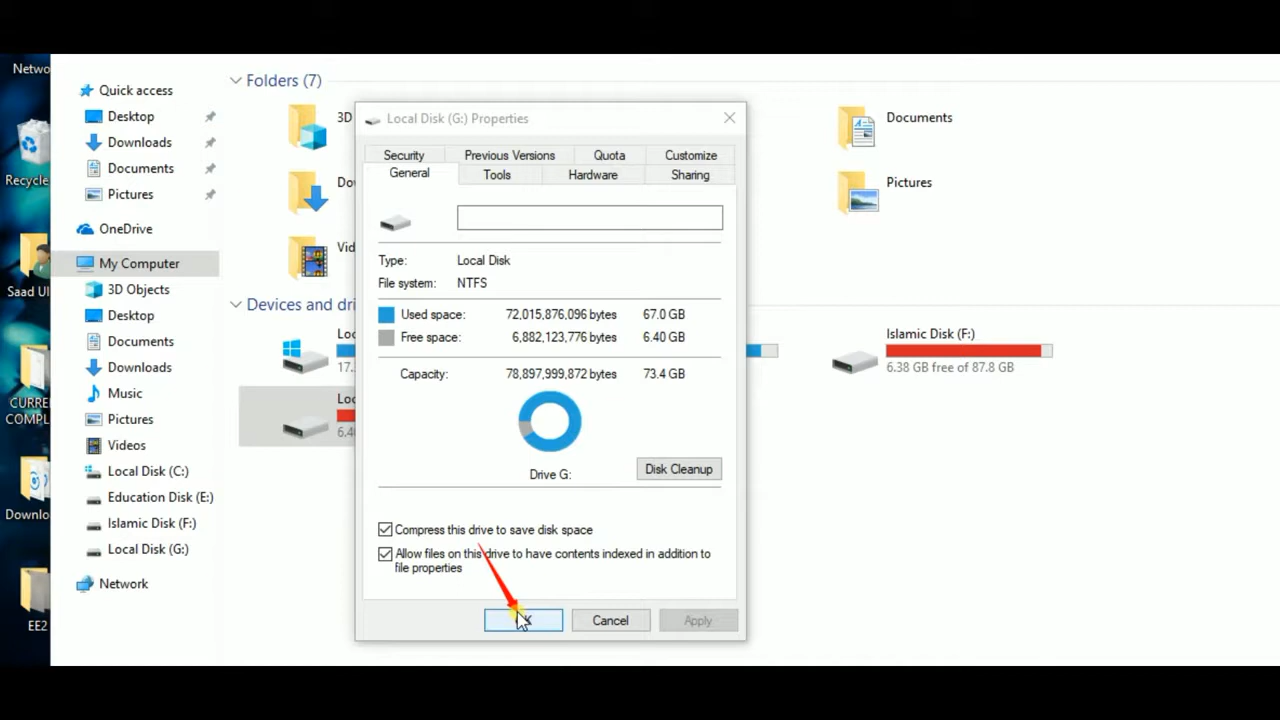 Netwo
Recycle
Saad Ul
CURRE
COMPL
Downlo
EE2
Quick access
Desktop
Downloads
Documents
Pictures
OneDrive
My Computer
3D Objects
Desktop
Documents
Downloads
Music
Pictures
Videos
Local Disk (C:)
Education Disk (E:)
Islamic Disk (F:)
Local Disk (G:)
Network
Folders (7)
3D
Do
Vid
Documents
Pictures
Devices and dri
Loc
17.
Loc
6.40
Islamic Disk (F:)
6.38 GB free of 87.8 GB
Local Disk (G:) Properties
Security Previous Versions Quota Customize
General Tools Hardware Sharing
Type: Local Disk
File system: NTFS
Used space: 72,015,876,096 bytes 67.0 GB
Free space: 6,882,123,776 bytes 6.40 GB
Capacity: 78,897,999,872 bytes 73.4 GB
Drive G:
Disk Cleanup
Compress this drive to save disk space
Allow files on this drive to have contents indexed in addition to
file properties
Cancel Apply